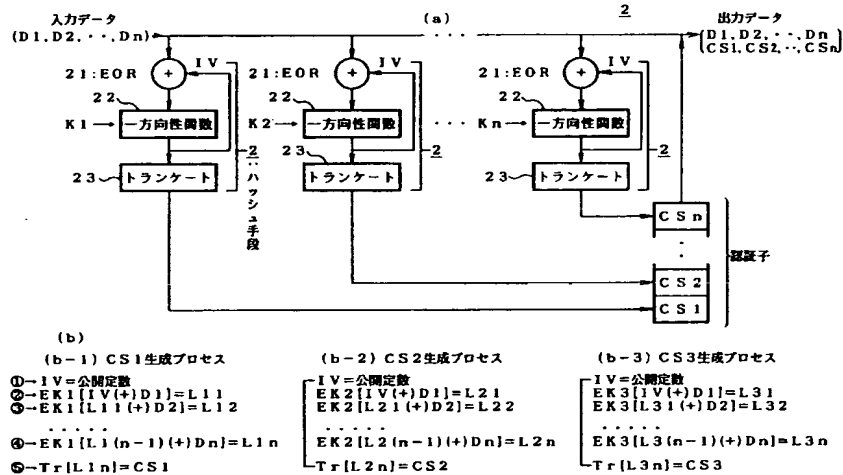 入力データ
(D1,D2,··,Dn)
(a)
2
出力データ
D1,D2,··,Dn
CS1,CS2,··,CSn
21:EOR
+
IV
2
22
K1→
一方向性関数
23
トランケート
2:ハッシュ手段
21:EOR
+
IV
22
K2→
一方向性関数
23
トランケート
2
· · ·
21:EOR
+
IV
22
Kn→
一方向性関数
23
トランケート
2
CSn
CS2
CS1
認証子
(b)
(b-1) CS1生成プロセス
①→IV=公開定数
②→EK1[IV(+)D1]=L11
③→EK1[L11(+)D2]=L12
· · · · ·
④→EK1[L1(n-1)(+)Dn]=L1n
⑤→Tr[L1n]=CS1
(b-2) CS2生成プロセス
IV=公開定数
EK2[IV(+)D1]=L21
EK2[L21(+)D2]=L22
· · · · ·
EK2[L2(n-1)(+)Dn]=L2n
Tr[L2n]=CS2
(b-3) CS3生成プロセス
IV=公開定数
EK3[IV(+)D1]=L31
EK3[L31(+)D2]=L32
· · · · ·
EK3[L3(n-1)(+)Dn]=L3n
Tr[L3n]=CS3